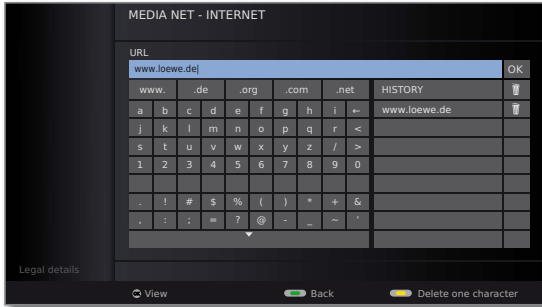 MEDIA NET - INTERNET
URL
www.loewe.de OK
www. .de .org .com .net HISTORY
a b c d e f g h i ← www.loewe.de
j k l m n o p q r <
s t u v w x y z / >
1 2 3 4 5 6 7 8 9 0
. ! # $ % ( ) * + &
, : ; = ? @ - _ ~ '
Legal details
OK View Back Delete one character